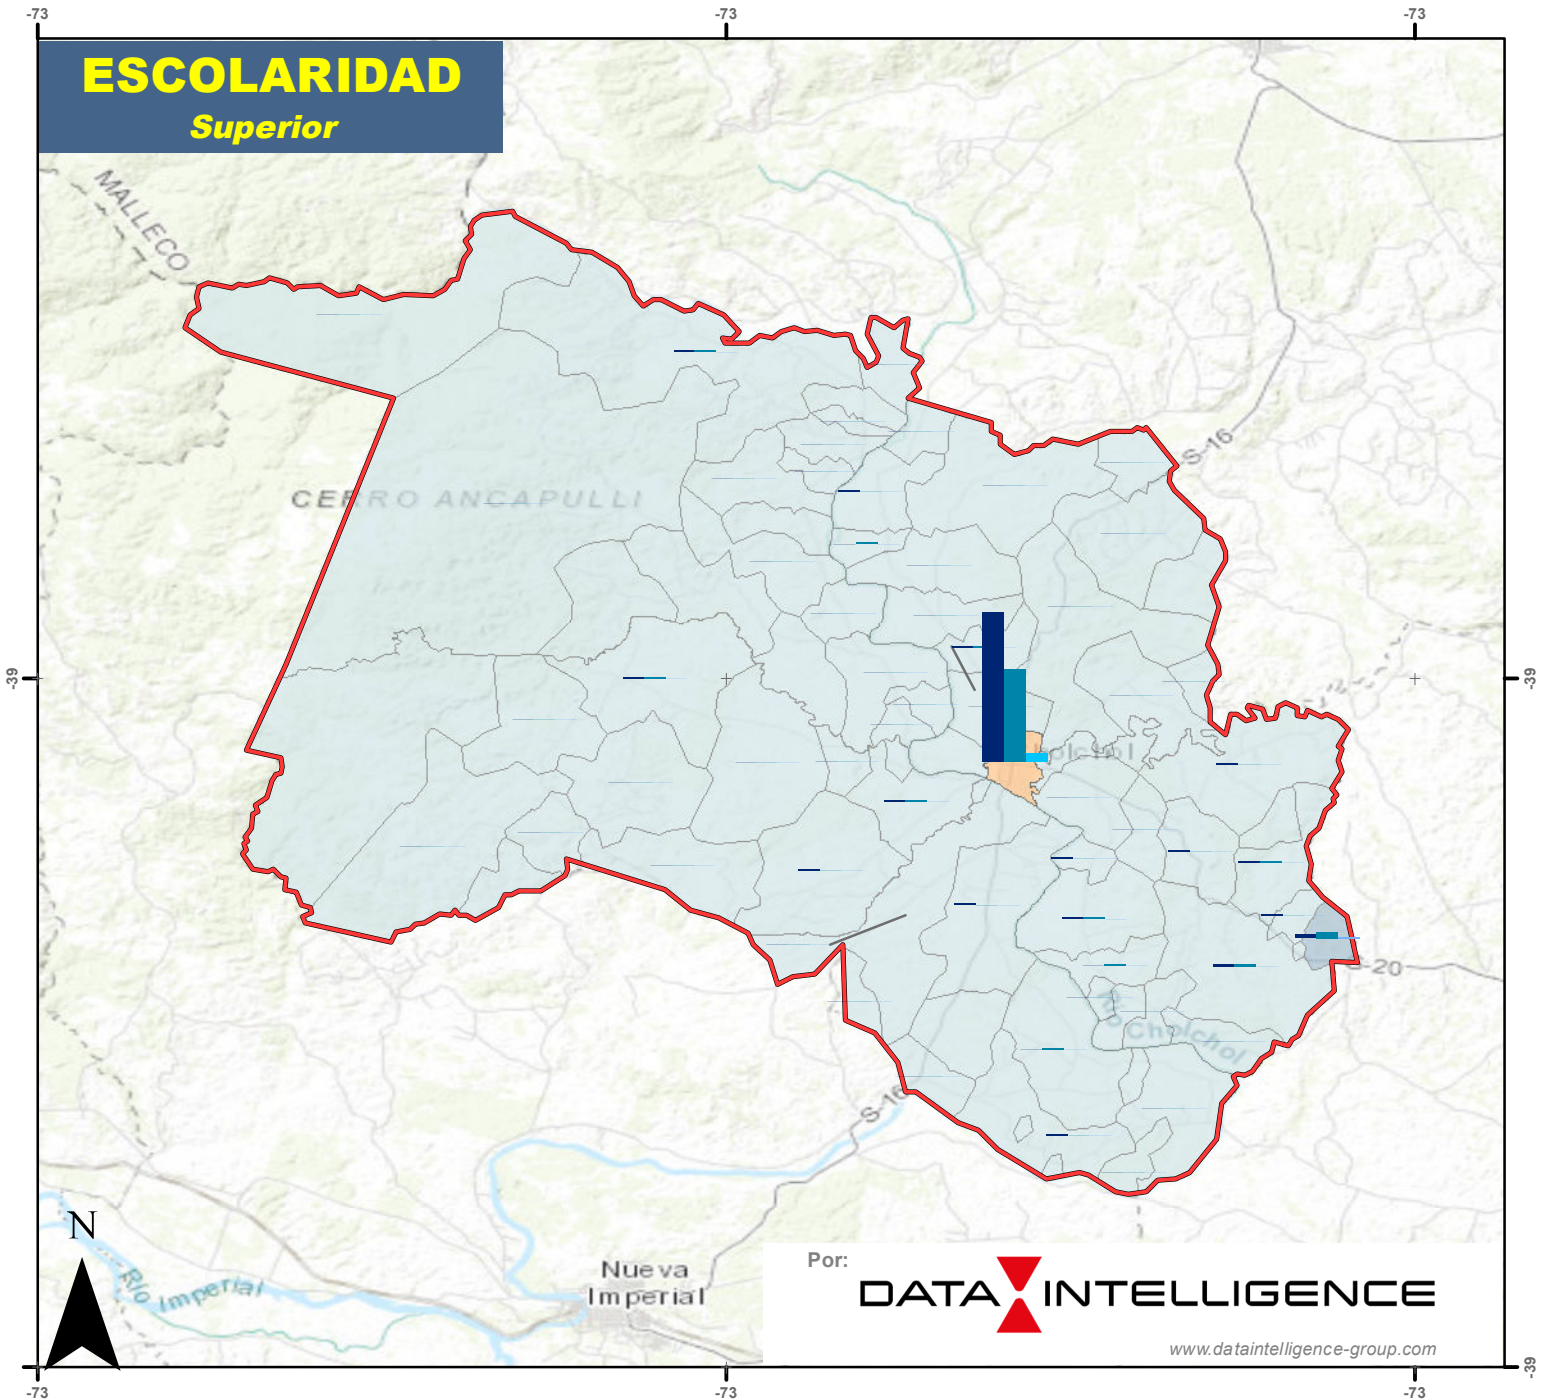 -73
-73
-73
ESCOLARIDAD
Superior
MALLECO
S-16
CERRO ANCAPULLI
-39
-39
holchol
S-20
Río Cholchol
S-16
N
Río Imperial
Nueva
Imperial
Por:
DATA INTELLIGENCE
www.dataintelligence-group.com
-39
-73
-73
-73